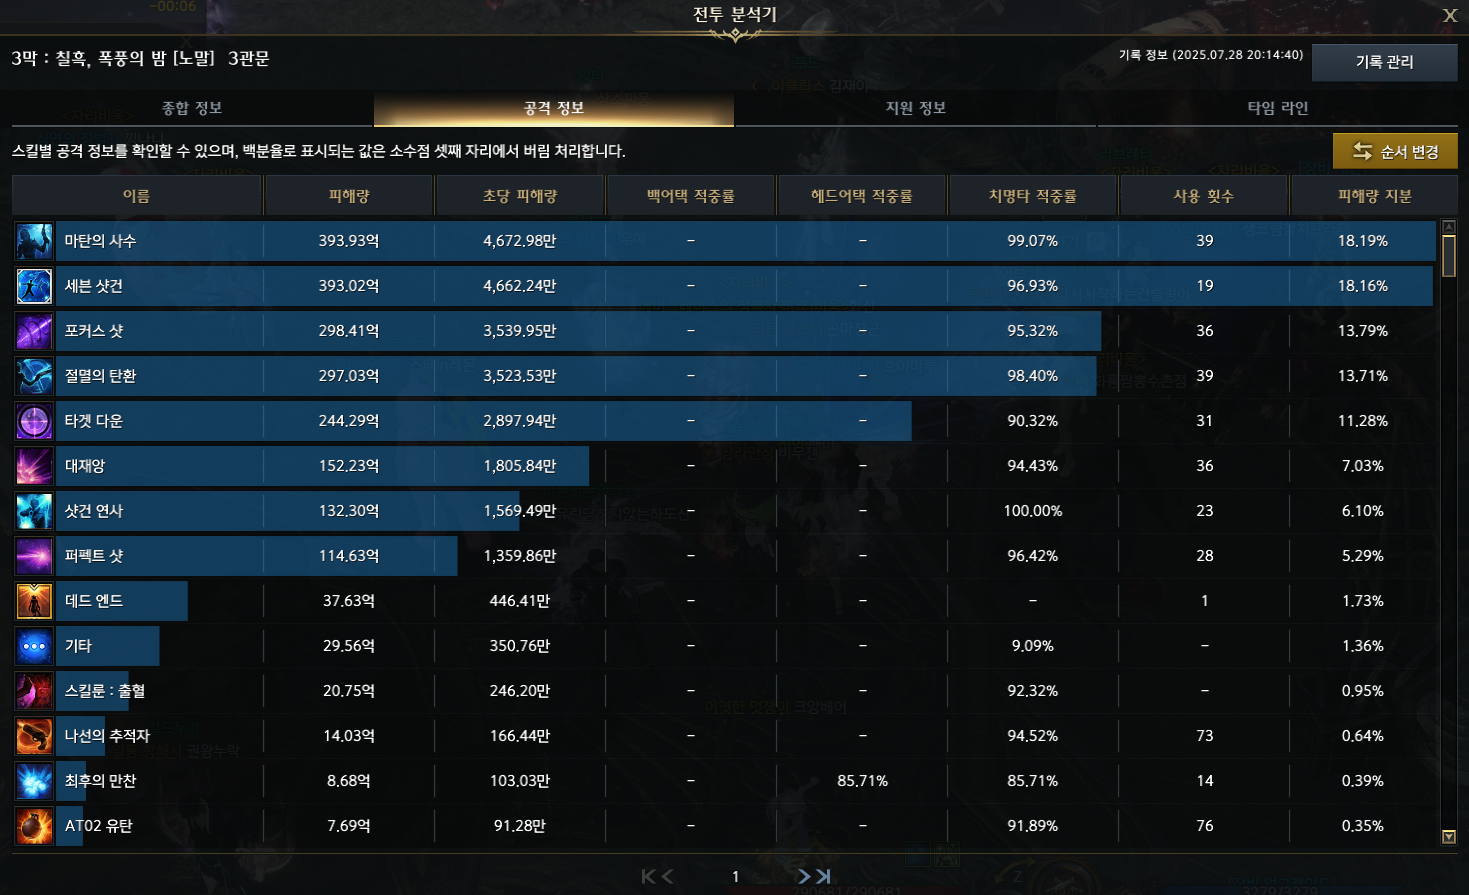 -00:06
전투 분석기
X
3막 : 칠흑, 폭풍의 밤 [노말] 3관문
기록 정보 (2025.07.28 20:14:40)
기록 관리
종합 정보 공격 정보 지원 정보 타임 라인
스킬별 공격 정보를 확인할 수 있으며, 백분율로 표시되는 값은 소수점 셋째 자리에서 버림 처리합니다.
순서 변경
이름 피해량 초당 피해량 백어택 적중률 헤드어택 적중률 치명타 적중률 사용 횟수 피해량 지분
마탄의 사수 393.93억 4,672.98만 - - 99.07% 39 18.19%
세븐 샷건 393.02억 4,662.24만 - - 96.93% 19 18.16%
포커스 샷 298.41억 3,539.95만 - - 95.32% 36 13.79%
절멸의 탄환 297.03억 3,523.53만 - - 98.40% 39 13.71%
타겟 다운 244.29억 2,897.94만 - - 90.32% 31 11.28%
대재앙 152.23억 1,805.84만 - - 94.43% 36 7.03%
샷건 연사 132.30억 1,569.49만 - - 100.00% 23 6.10%
퍼펙트 샷 114.63억 1,359.86만 - - 96.42% 28 5.29%
데드 엔드 37.63억 446.41만 - - - 1 1.73%
기타 29.56억 350.76만 - - 9.09% - 1.36%
스킬룬 : 출혈 20.75억 246.20만 - - 92.32% - 0.95%
나선의 추적자 14.03억 166.44만 - - 94.52% 73 0.64%
최후의 만찬 8.68억 103.03만 - 85.71% 85.71% 14 0.39%
AT02 유탄 7.69억 91.28만 - - 91.89% 76 0.35%
1
290681/290681
3279/3279